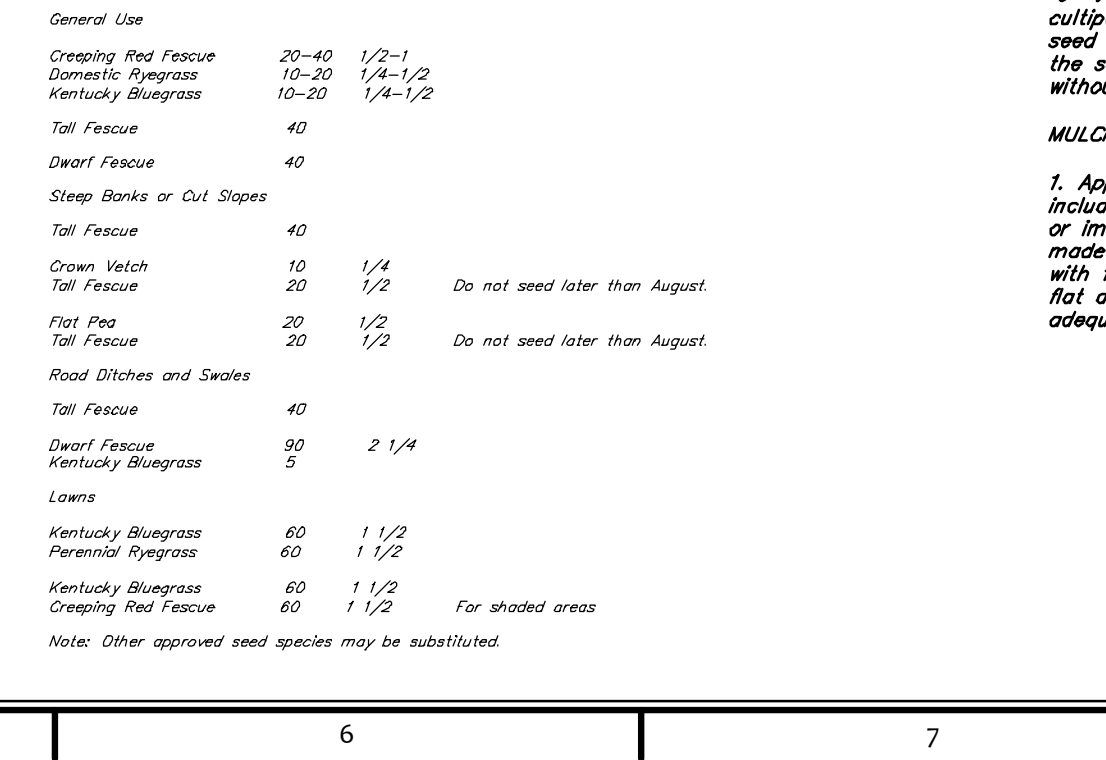 General Use
Creeping Red Fescue 20-40 1/2-1
Domestic Ryegrass 10-20 1/4-1/2
Kentucky Bluegrass 10-20 1/4-1/2
Tall Fescue 40
Dwarf Fescue 40
Steep Banks or Cut Slopes
Tall Fescue 40
Crown Vetch 10 1/4
Tall Fescue 20 1/2 Do not seed later than August.
Flat Pea 20 1/2
Tall Fescue 20 1/2 Do not seed later than August.
Road Ditches and Swales
Tall Fescue 40
Dwarf Fescue 90 2 1/4
Kentucky Bluegrass 5
Lawns
Kentucky Bluegrass 60 1 1/2
Perennial Ryegrass 60 1 1/2
Kentucky Bluegrass 60 1 1/2
Creeping Red Fescue 60 1 1/2 For shaded areas
Note: Other approved seed species may be substituted.
cultip
seed
the s
withou
MULC
1. App
includ
or im
made
with
flat a
adequ
6
7